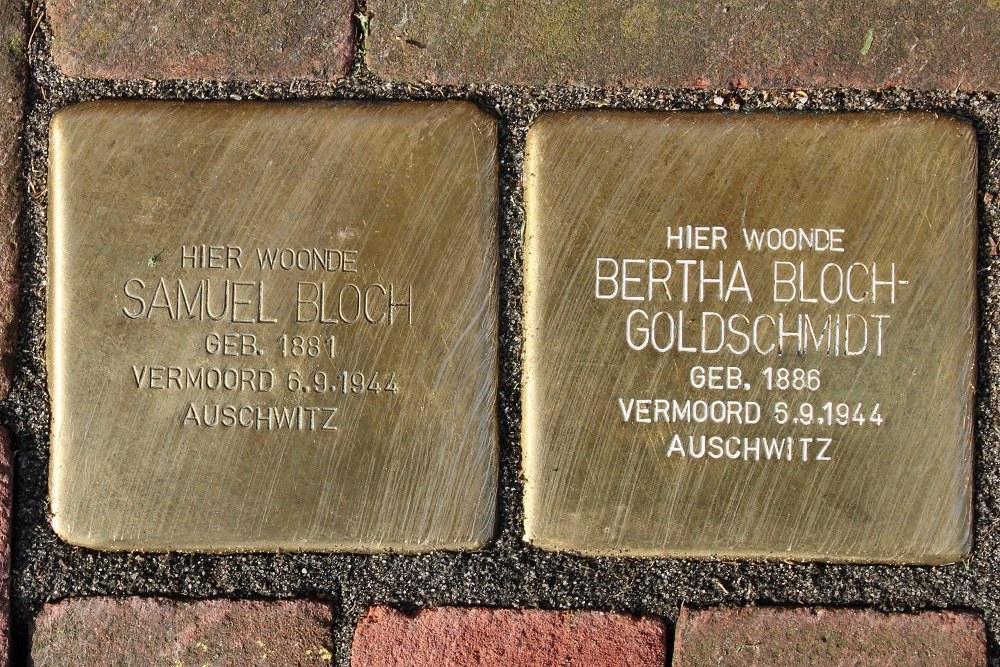 HIER WOONDE
SAMUEL BLOCH
GEB. 1881
VERMOORD 6.9.1944
AUSCHWITZ
HIER WOONDE
BERTHA BLOCH-
GOLDSCHMIDT
GEB. 1886
VERMOORD 6.9.1944
AUSCHWITZ